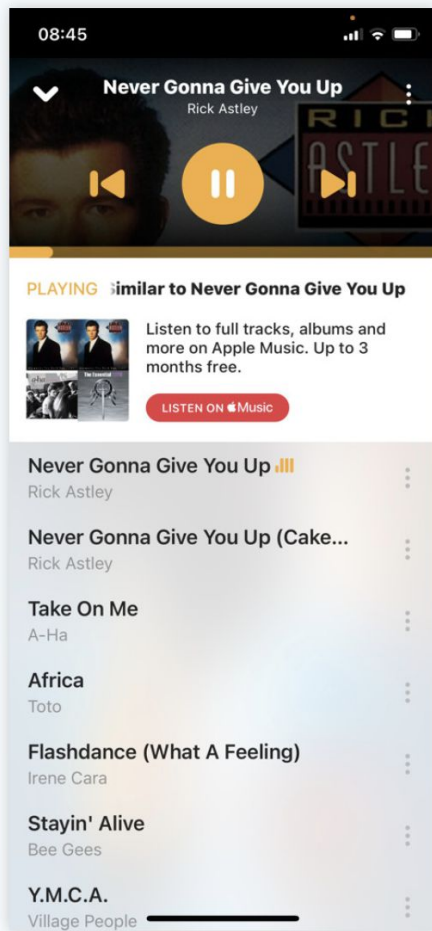 08:45
Never Gonna Give You Up
Rick Astley
RICK
ASTLEY
PLAYING Similar to Never Gonna Give You Up
Listen to full tracks, albums and
more on Apple Music. Up to 3
months free.
LISTEN ON Music
Never Gonna Give You Up
Rick Astley
Never Gonna Give You Up (Cake...
Rick Astley
Take On Me
A-Ha
Africa
Toto
Flashdance (What A Feeling)
Irene Cara
Stayin' Alive
Bee Gees
Y.M.C.A.
Village People